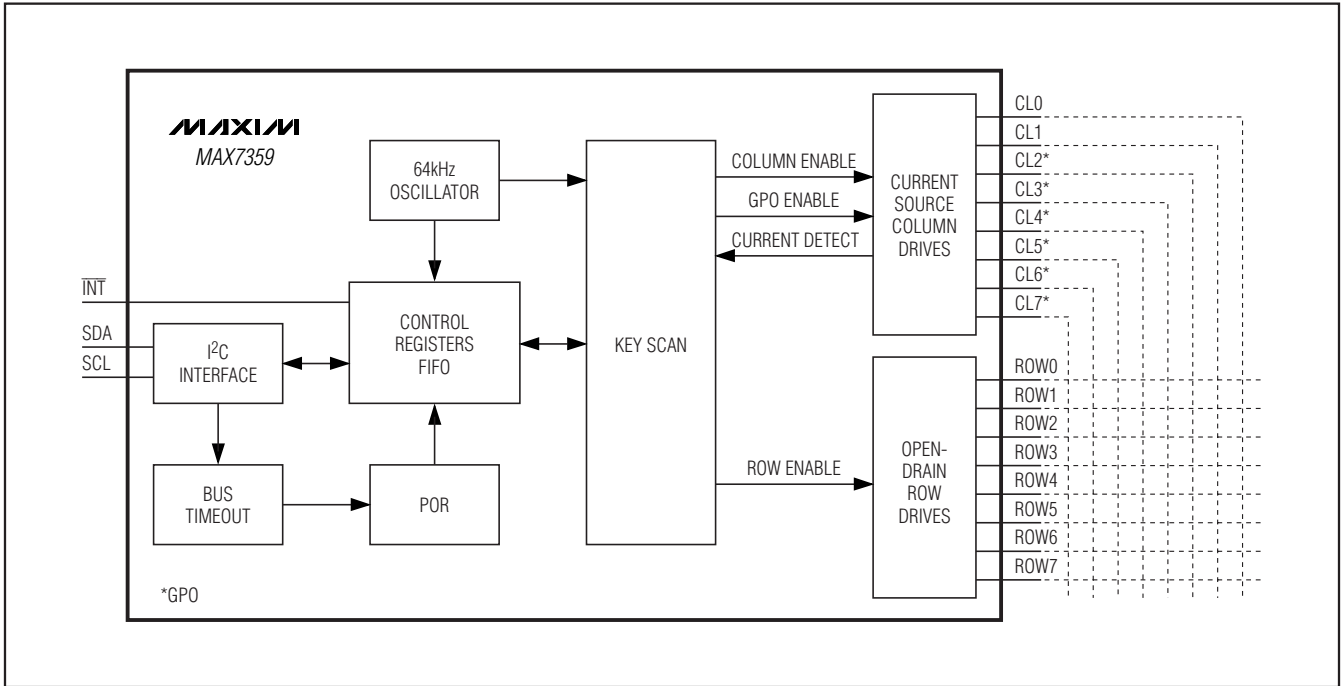 MAXIM
MAX7359
64kHz
OSCILLATOR
CONTROL
REGISTERS
FIFO
I²C
INTERFACE
BUS
TIMEOUT
POR
KEY SCAN
COLUMN ENABLE
GPO ENABLE
CURRENT DETECT
ROW ENABLE
CURRENT
SOURCE
COLUMN
DRIVES
OPEN-
DRAIN
ROW
DRIVES
INT
SDA
SCL
CL0
CL1
CL2*
CL3*
CL4*
CL5*
CL6*
CL7*
ROW0
ROW1
ROW2
ROW3
ROW4
ROW5
ROW6
ROW7
*GPO